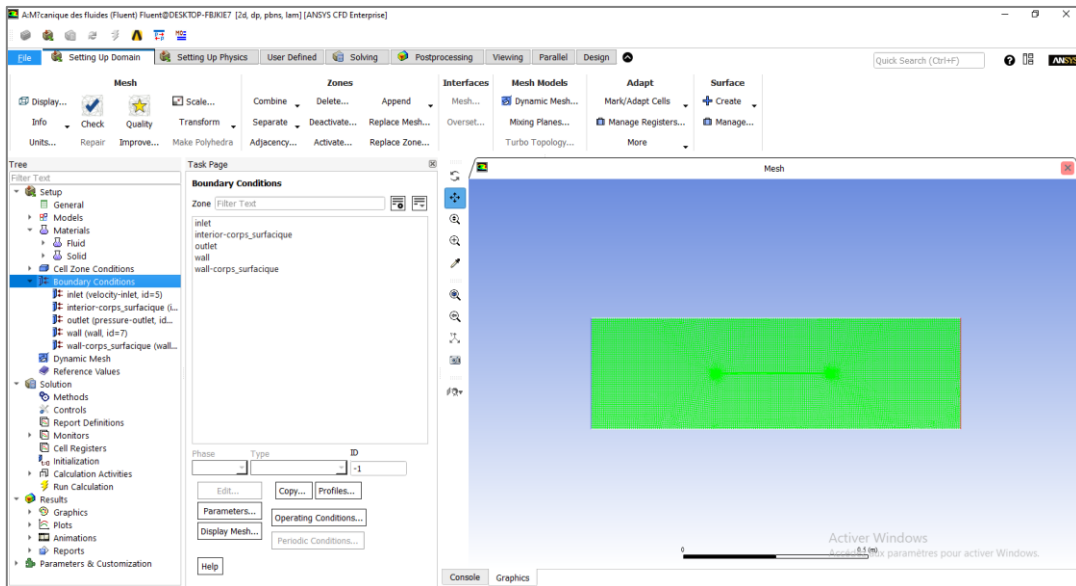 A:M?canique des fluides (Fluent) Fluent@DESKTOP-FBJKIE7 [2d, dp, pbns, lam] [ANSYS CFD Enterprise]
File Setting Up Domain Setting Up Physics User Defined Solving Postprocessing Viewing Parallel Design Quick Search (Ctrl+F) ANSYS
Mesh Zones Interfaces Mesh Models Adapt Surface
Display... Scale... Combine Delete... Append Mesh... Dynamic Mesh... Mark/Adapt Cells Create
Info Check Quality Transform Separate Deactivate... Replace Mesh... Overset... Mixing Planes... Manage Registers... Manage...
Units... Repair Improve... Make Polyhedra Adjacency... Activate... Replace Zone... Turbo Topology... More
Tree
Filter Text
Setup
General
Models
Materials
Fluid
Solid
Cell Zone Conditions
Boundary Conditions
inlet (velocity-inlet, id=5)
interior-corps_surfacique (i...
outlet (pressure-outlet, id...
wall (wall, id=7)
wall-corps_surfacique (wall...
Dynamic Mesh
Reference Values
Solution
Methods
Controls
Report Definitions
Monitors
Cell Registers
Initialization
Calculation Activities
Run Calculation
Results
Graphics
Plots
Animations
Reports
Parameters & Customization
Task Page
Boundary Conditions
Zone Filter Text
inlet
interior-corps_surfacique
outlet
wall
wall-corps_surfacique
Phase Type ID
-1
Edit... Copy... Profiles...
Parameters... Operating Conditions...
Display Mesh... Periodic Conditions...
Help
Mesh
0 0.1 (m)
Activer Windows
Accédez aux paramètres pour activer Windows.
Console Graphics